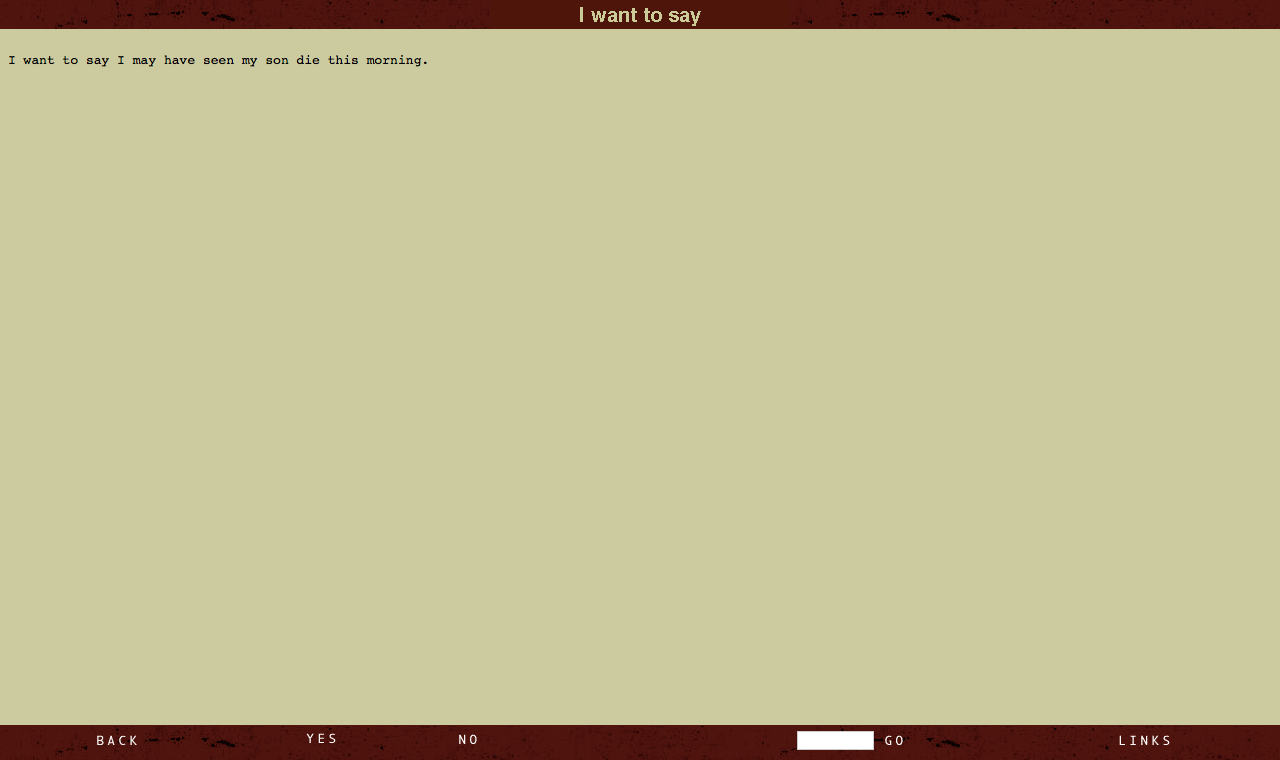 I want to say
I want to say I may have seen my son die this morning.
BACK YES NO GO LINKS